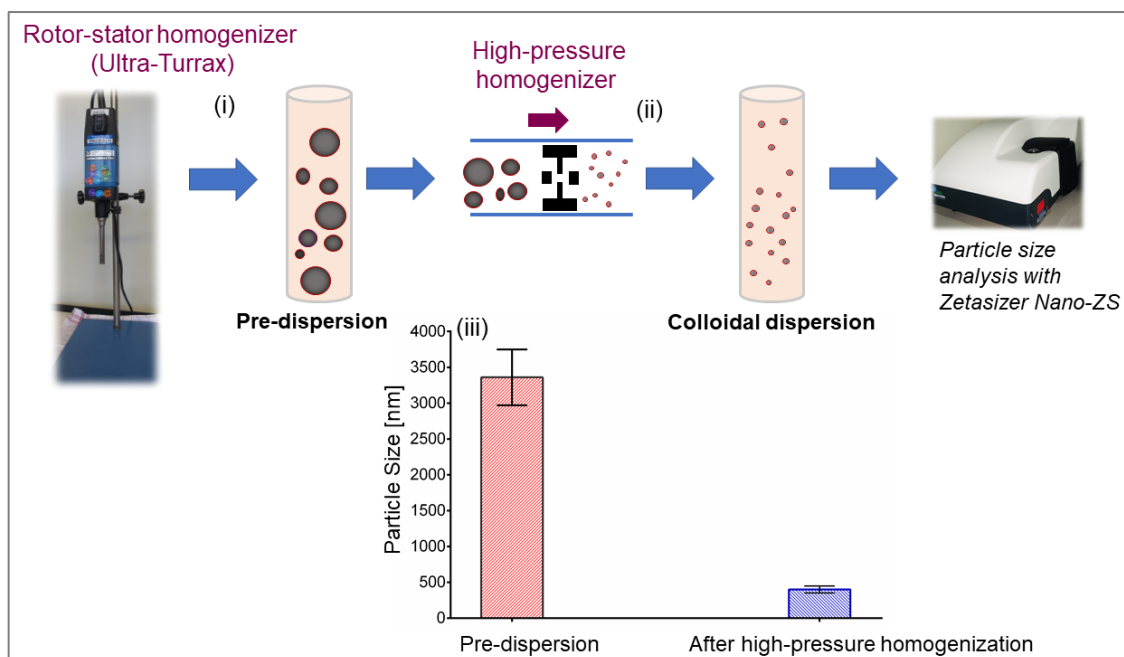 Rotor-stator homogenizer
(Ultra-Turrax)
(i)
High-pressure
homogenizer
(ii)
Pre-dispersion
Colloidal dispersion
Particle size
analysis with
Zetasizer Nano-ZS
(iii)
Particle Size [nm]
4000
3500
3000
2500
2000
1500
1000
500
0
Pre-dispersion
After high-pressure homogenization